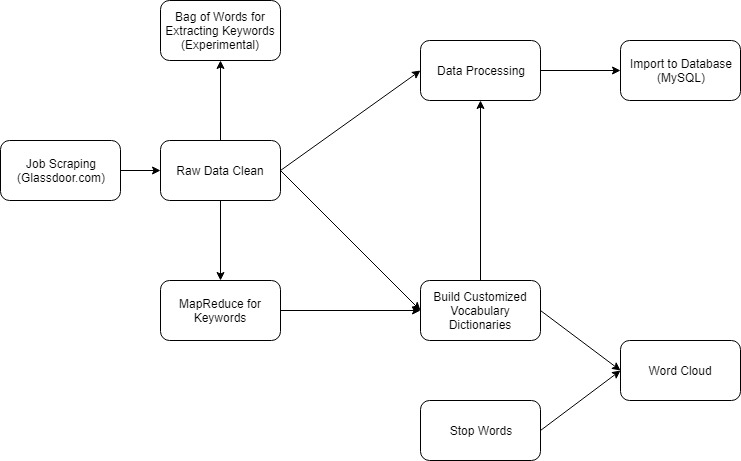 Bag of Words for
Extracting Keywords
(Experimental)
Data Processing
Import to Database
(MySQL)
Job Scraping
(Glassdoor.com)
Raw Data Clean
MapReduce for
Keywords
Build Customized
Vocabulary
Dictionaries
Word Cloud
Stop Words